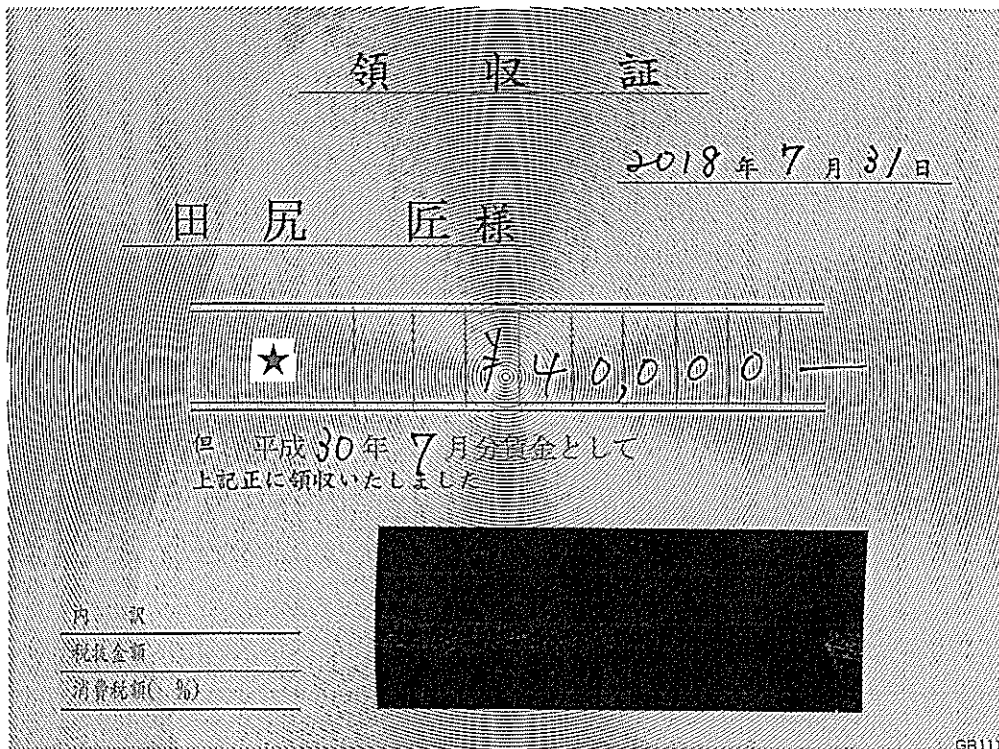 領収証
2018年7月31日
田尻 匠様
★ ¥40,000—
但 平成30年7月分賃金として
上記正に領収いたしました
内 訳
税抜金額
消費税額( %)